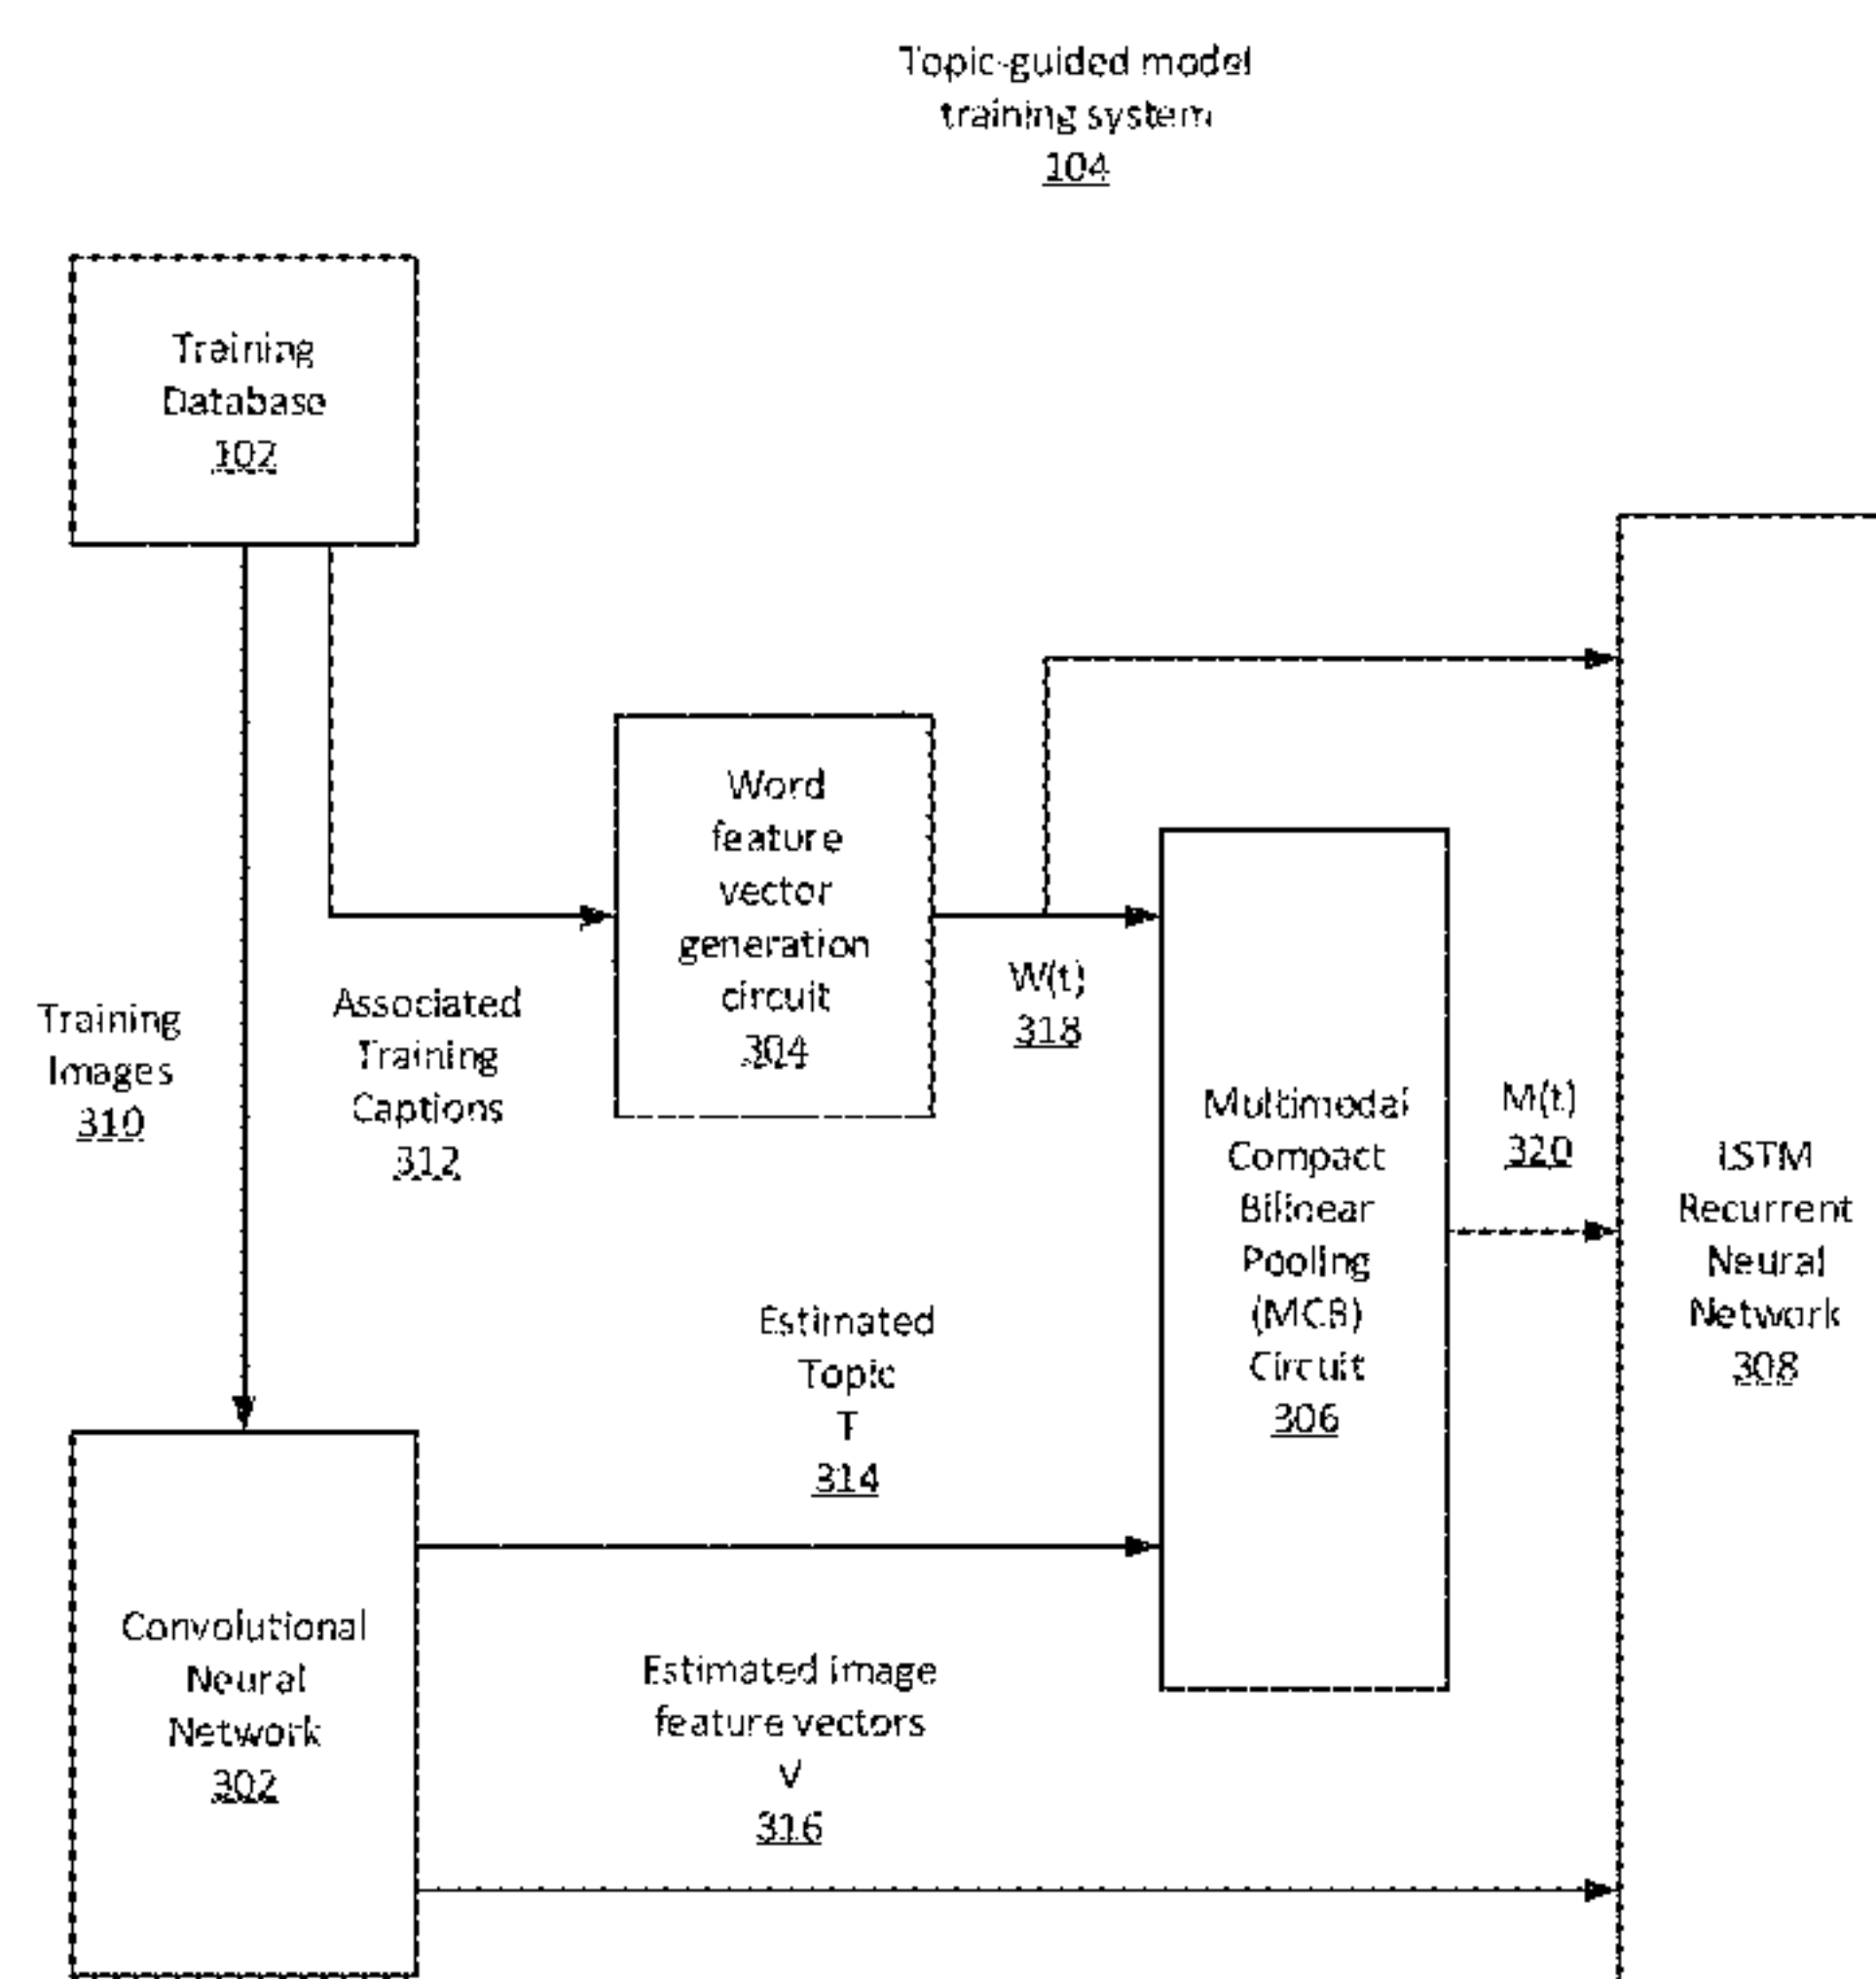 Topic-guided model
training system
104
Training
Database
102
Word
feature
vector
generation
circuit
304
W(t)
318
Training
Images
310
Associated
Training
Captions
312
Multimodal
Compact
Bilinear
Pooling
(MCB)
Circuit
306
M(t)
320
LSTM
Recurrent
Neural
Network
308
Estimated
Topic
T
314
Convolutional
Neural
Network
302
Estimated image
feature vectors
V
316